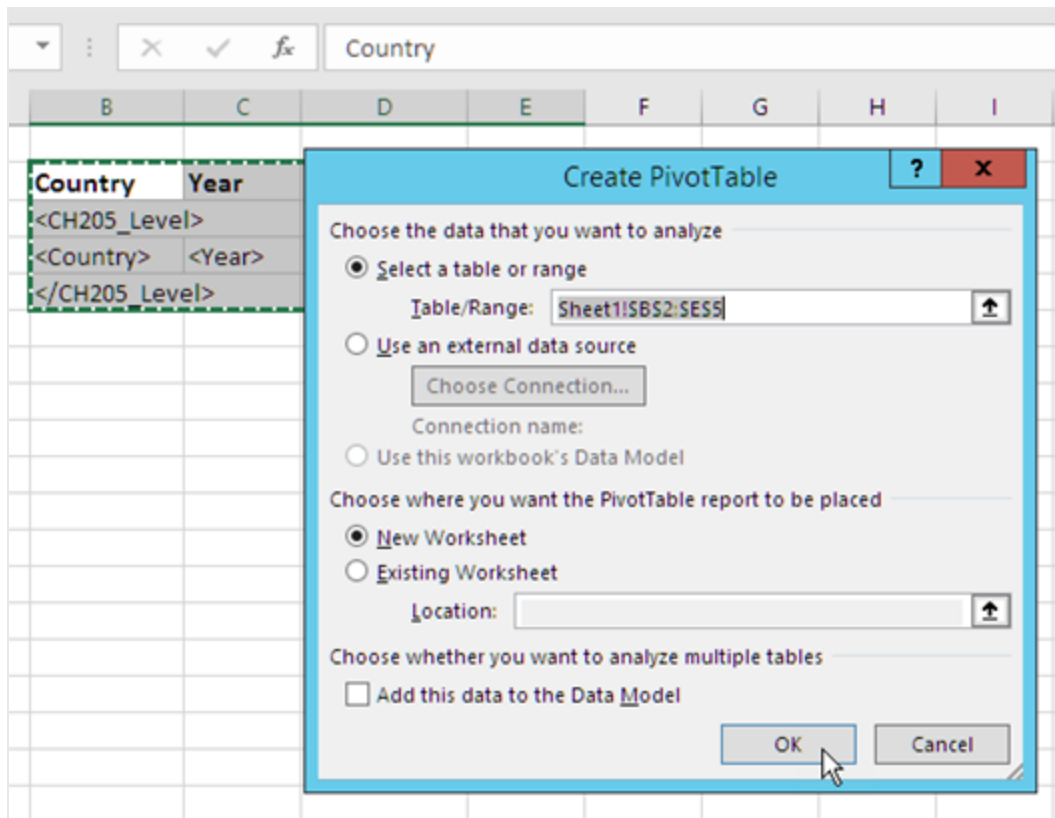 fx Country
B C D E F G H I
Create PivotTable ? X
Country Year
Choose the data that you want to analyze
<CH205_Level>
<Country> <Year>
Select a table or range
</CH205_Level>
Table/Range: Sheet1!$B$2:$E$5
Use an external data source
Choose Connection...
Connection name:
Use this workbook's Data Model
Choose where you want the PivotTable report to be placed
New Worksheet
Existing Worksheet
Location:
Choose whether you want to analyze multiple tables
Add this data to the Data Model
OK Cancel